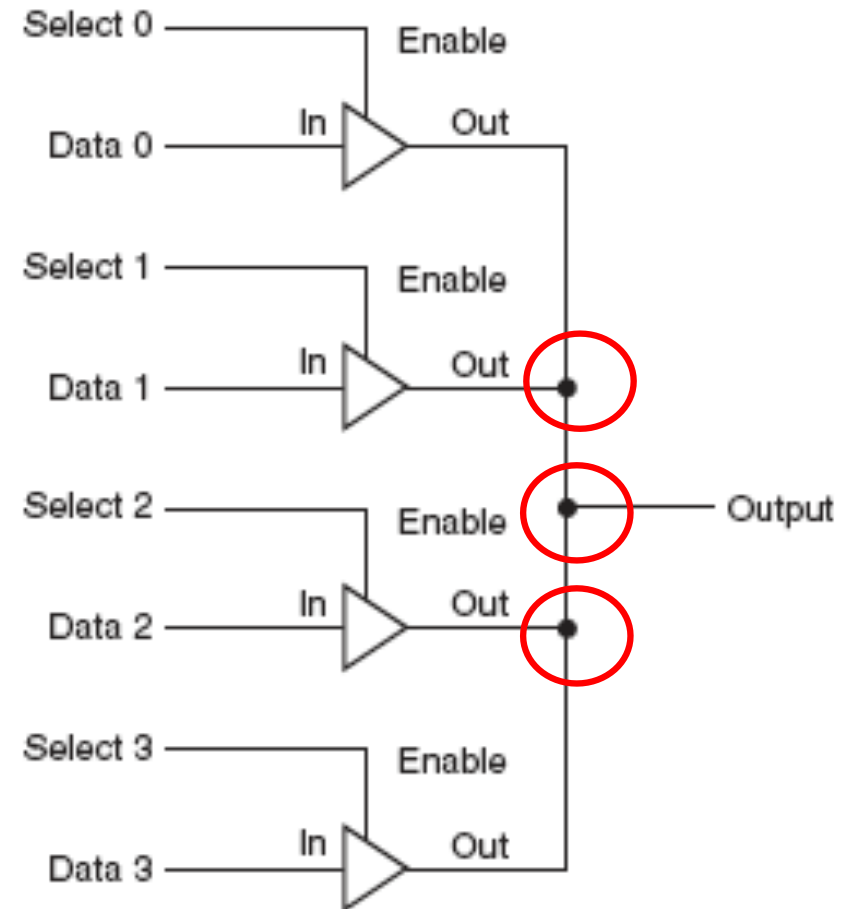 Select 0
Enable
In
Out
Data 0
Select 1
Enable
In
Out
Data 1
Select 2
Enable
Output
In
Out
Data 2
Select 3
Enable
In
Out
Data 3